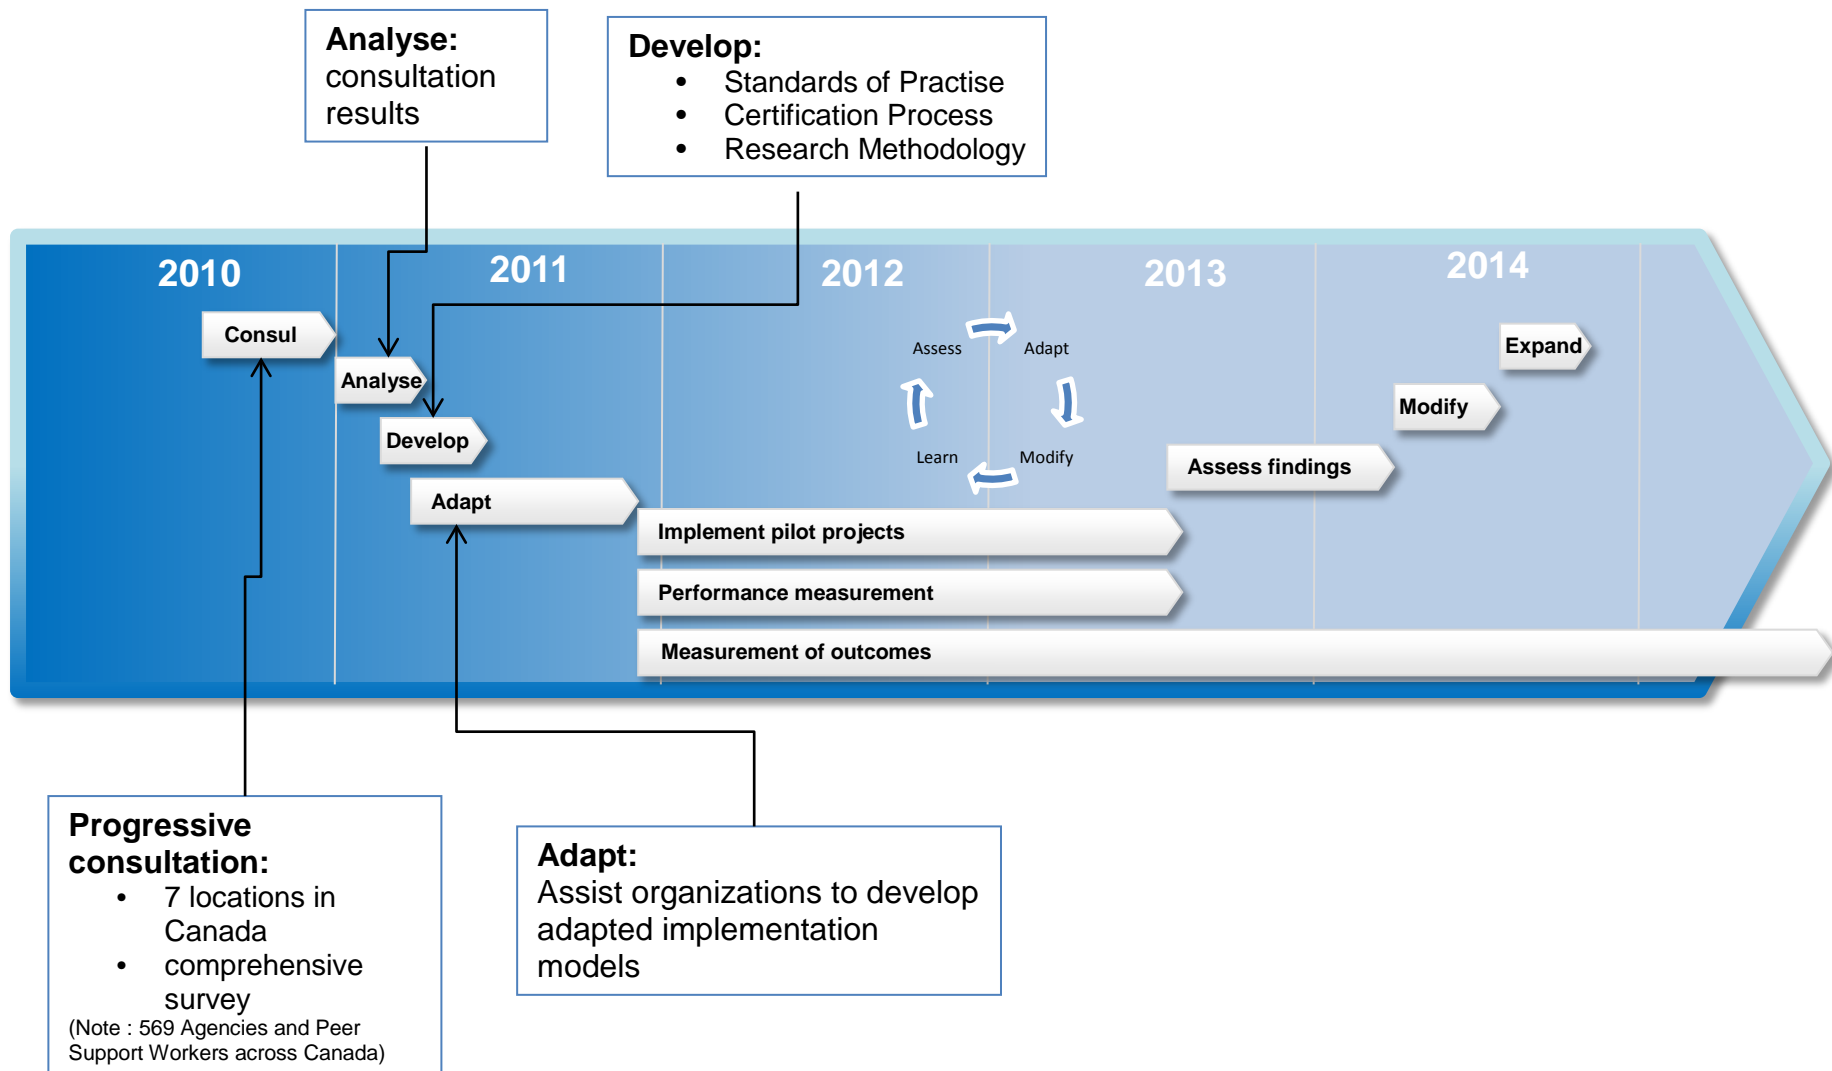 Analyse:
consultation
results
Develop:
• Standards of Practise
• Certification Process
• Research Methodology
2010
2011
2012
2013
2014
Consul
Analyse
Develop
Adapt
Assess
Adapt
Learn
Modify
Implement pilot projects
Performance measurement
Measurement of outcomes
Assess findings
Modify
Expand
Progressive
consultation:
• 7 locations in
Canada
• comprehensive
survey
(Note : 569 Agencies and Peer
Support Workers across Canada)
Adapt:
Assist organizations to develop
adapted implementation
models